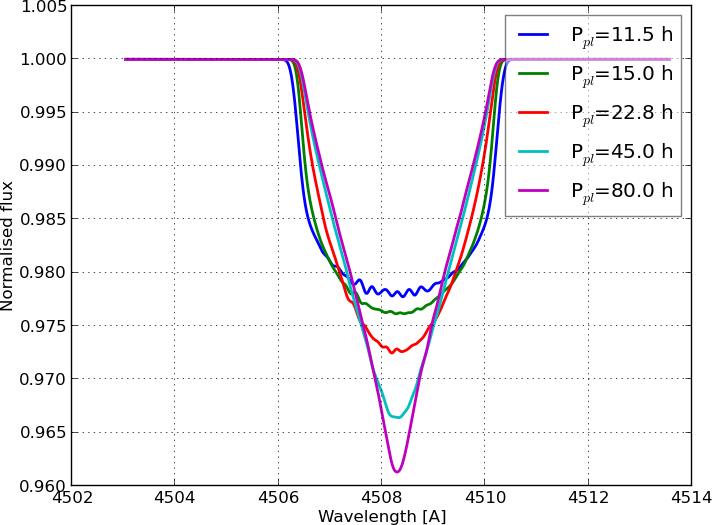 1.005
1.000
0.995
0.990
0.985
0.980
0.975
0.970
0.965
0.960
Normalised flux
P_pl=11.5 h
P_pl=15.0 h
P_pl=22.8 h
P_pl=45.0 h
P_pl=80.0 h
4502 4504 4506 4508 4510 4512 4514
Wavelength [A]